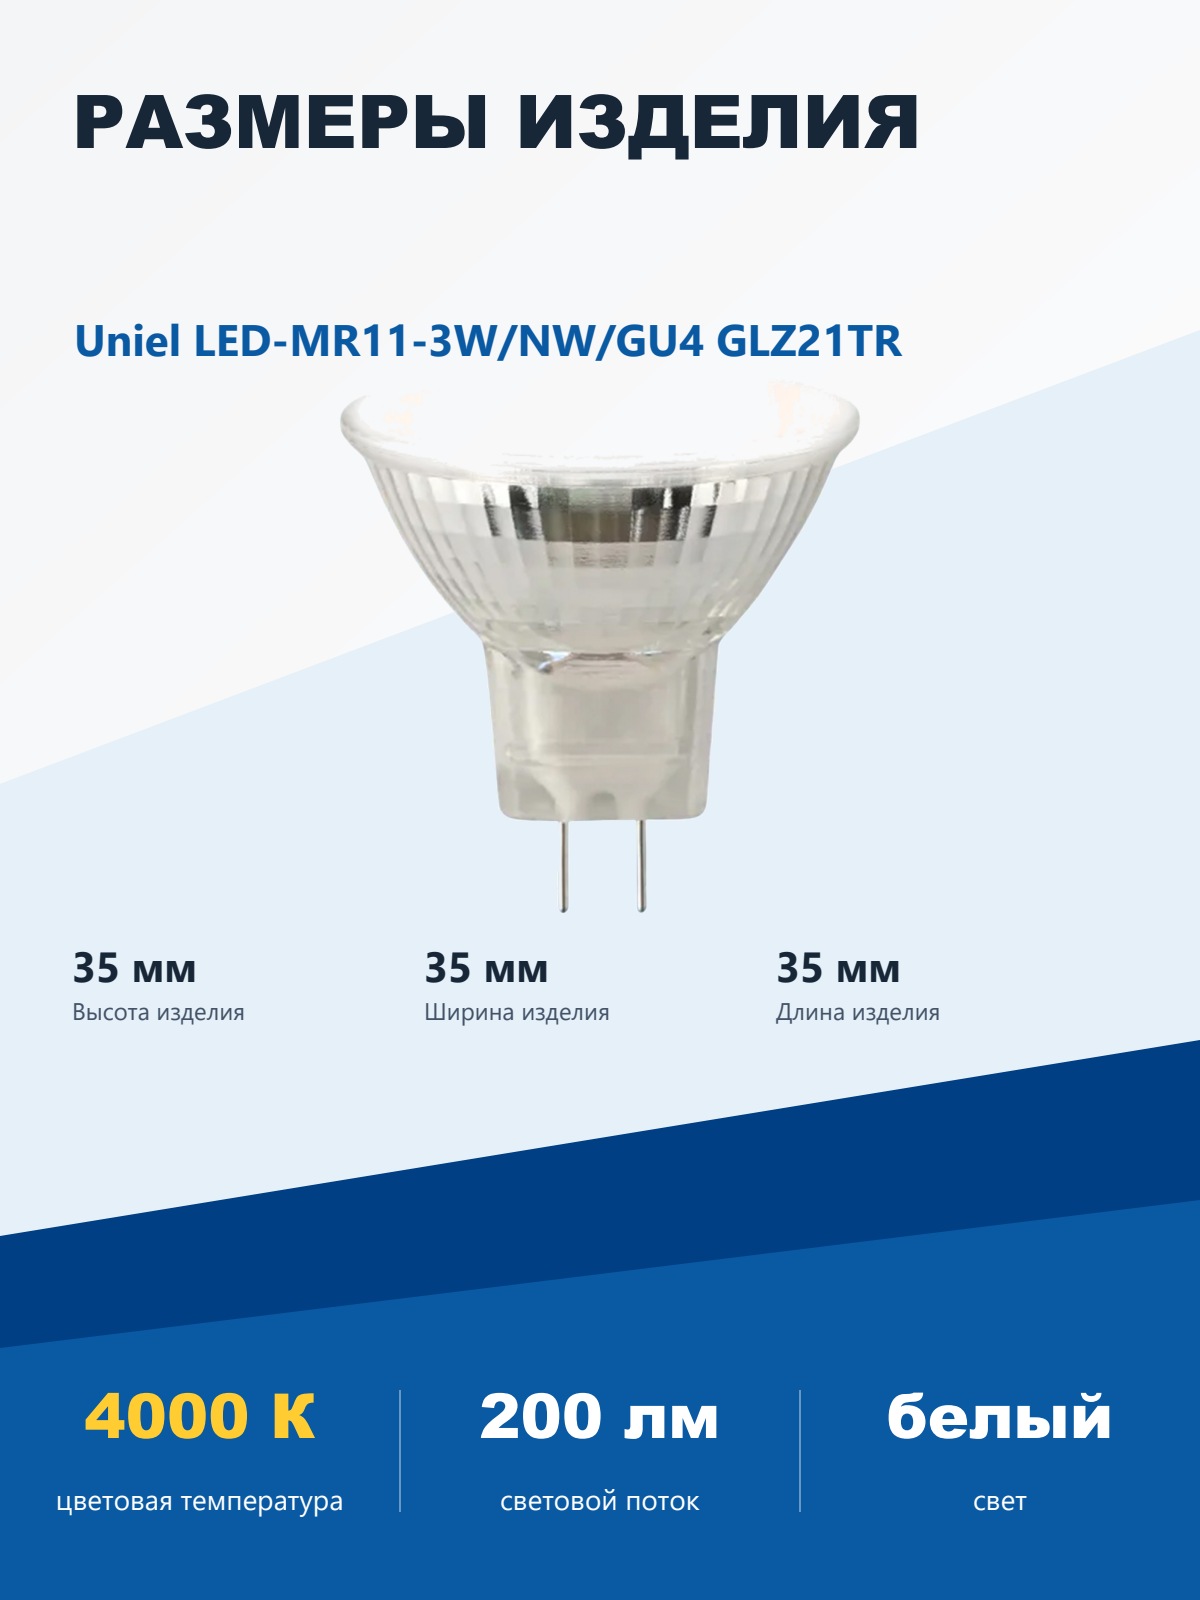 РАЗМЕРЫ ИЗДЕЛИЯ
Uniel LED-MR11-3W/NW/GU4 GLZ21TR
35 мм
Высота изделия
35 мм
Ширина изделия
35 мм
Длина изделия
4000 К
цветовая температура
200 лм
световой поток
белый
свет